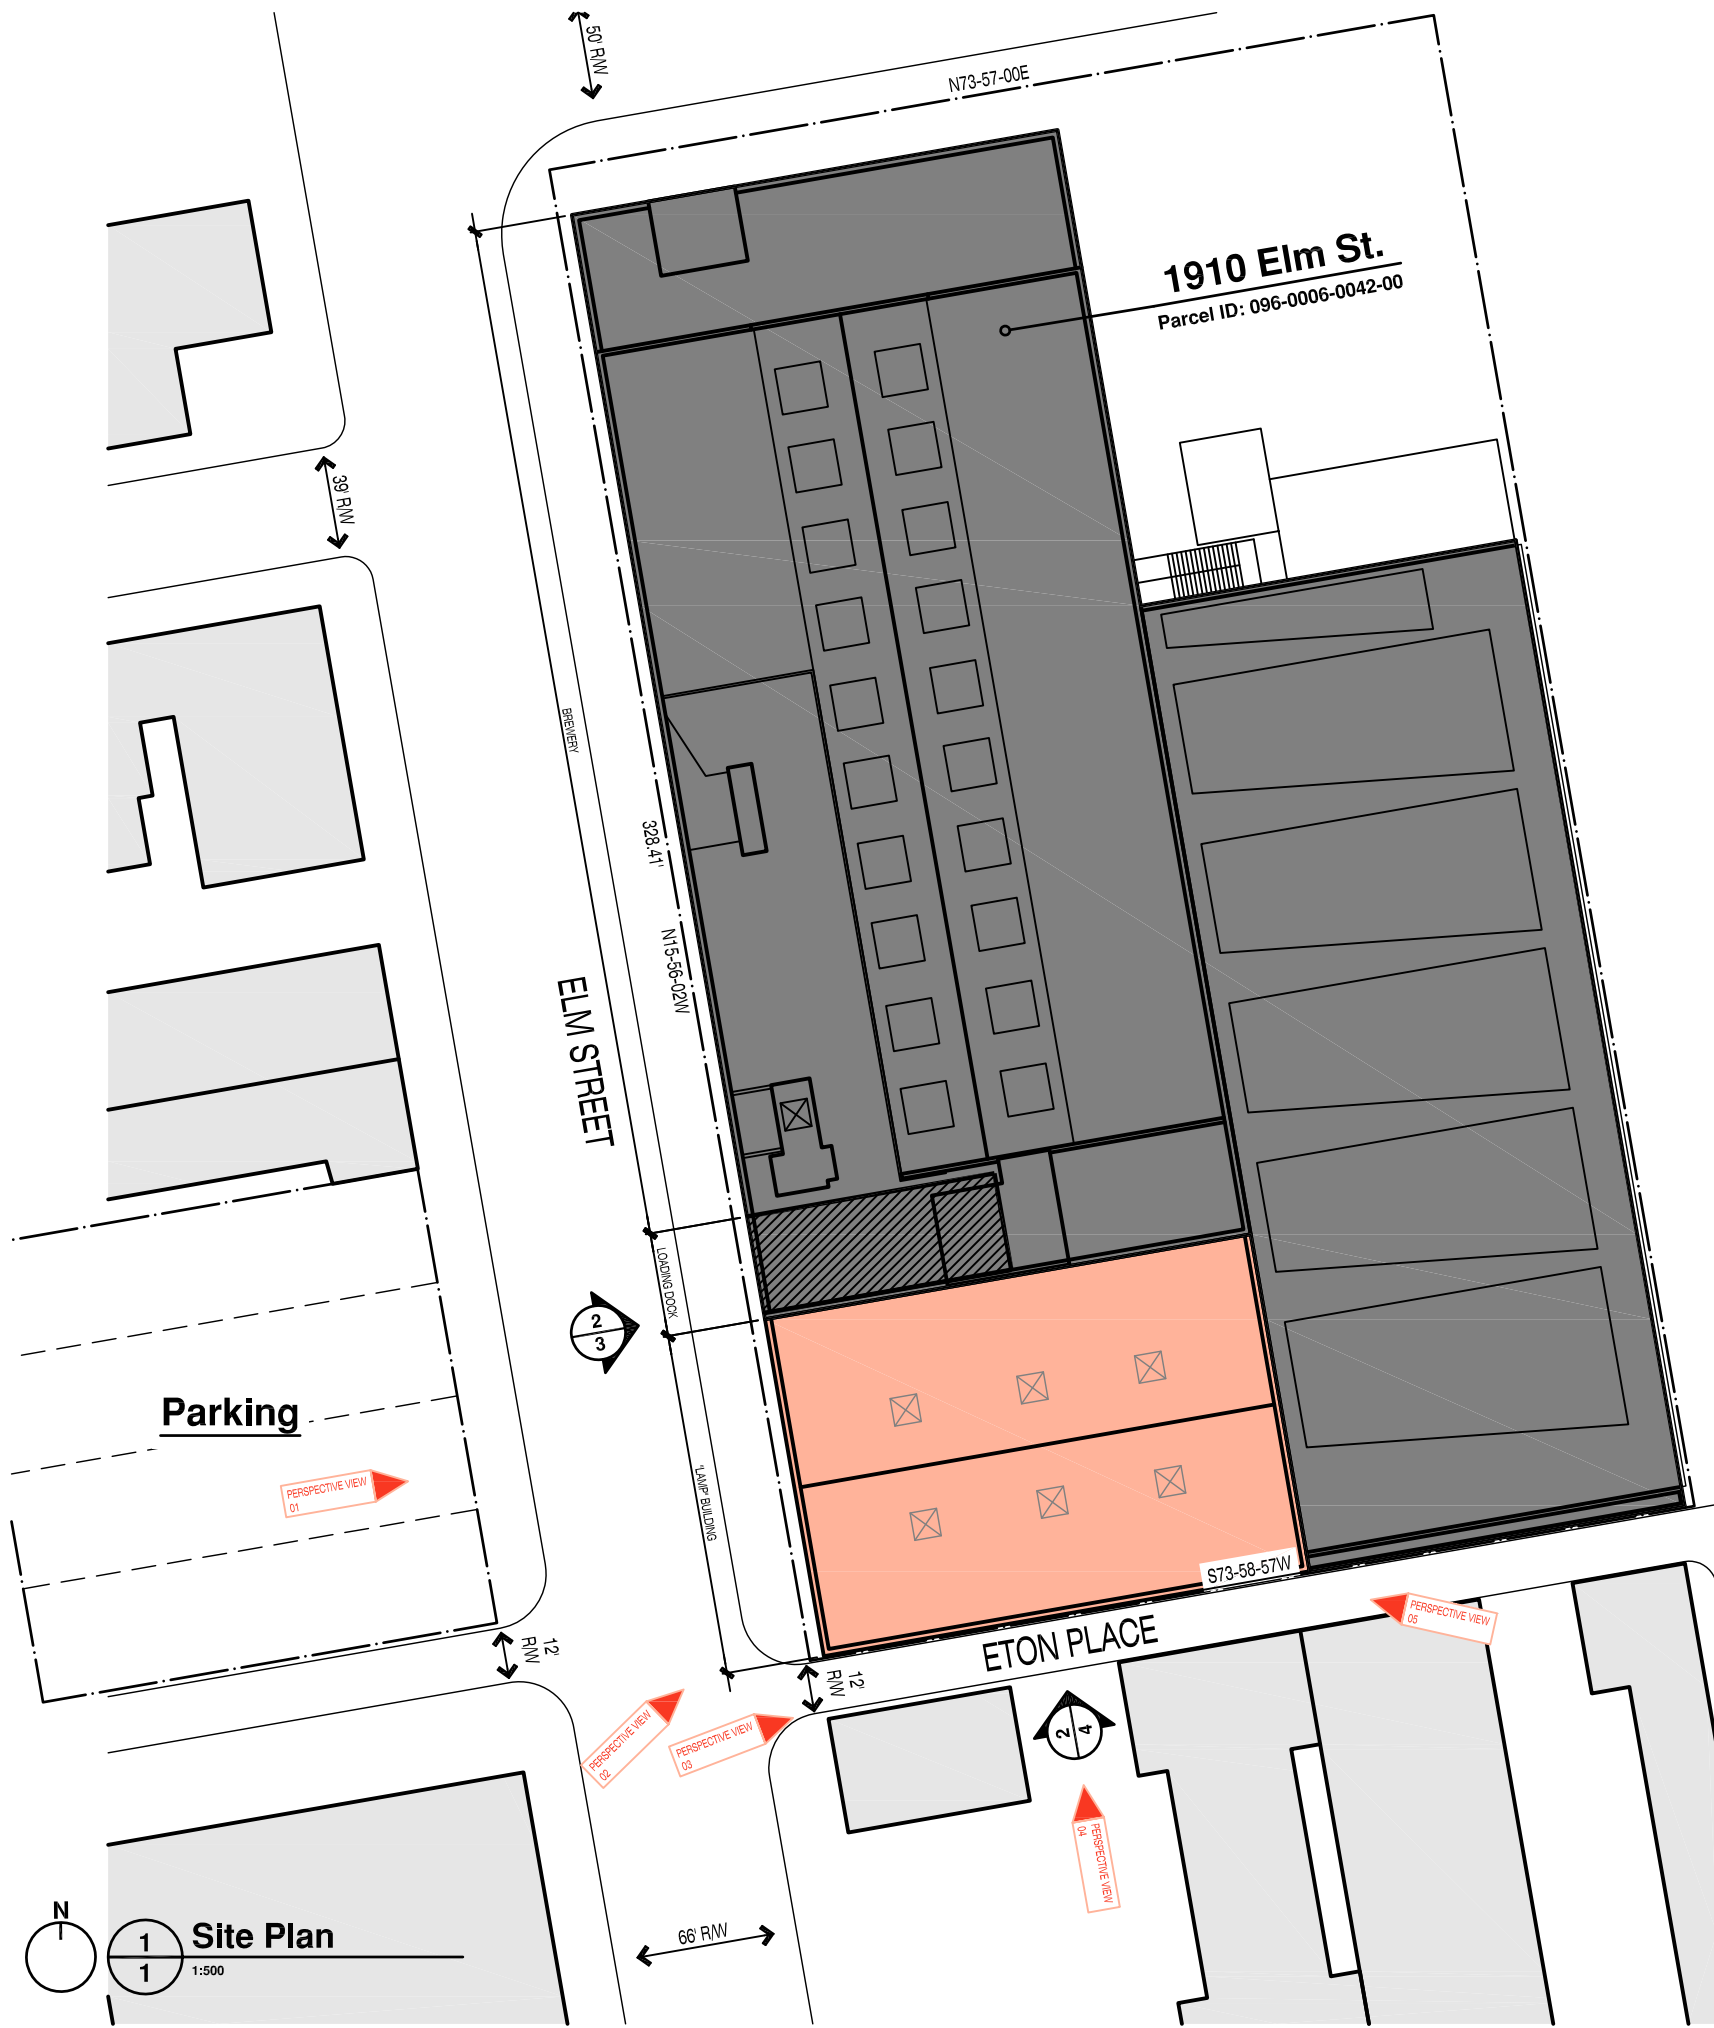 50' R/W
N73-57-00E
1910 Elm St.
Parcel ID: 096-0006-0042-00
39' R/W
BREWERY
328.41'
N15-56-02W
ELM STREET
LOADING DOCK
2
3
Parking
PERSPECTIVE VIEW
01
'LAMP' BUILDING
S73-58-57W
PERSPECTIVE VIEW
05
ETON PLACE
12'
R/W
12'
R/W
PERSPECTIVE VIEW
02
PERSPECTIVE VIEW
03
2
4
PERSPECTIVE VIEW
04
N
1
1
Site Plan
1:500
66' R/W